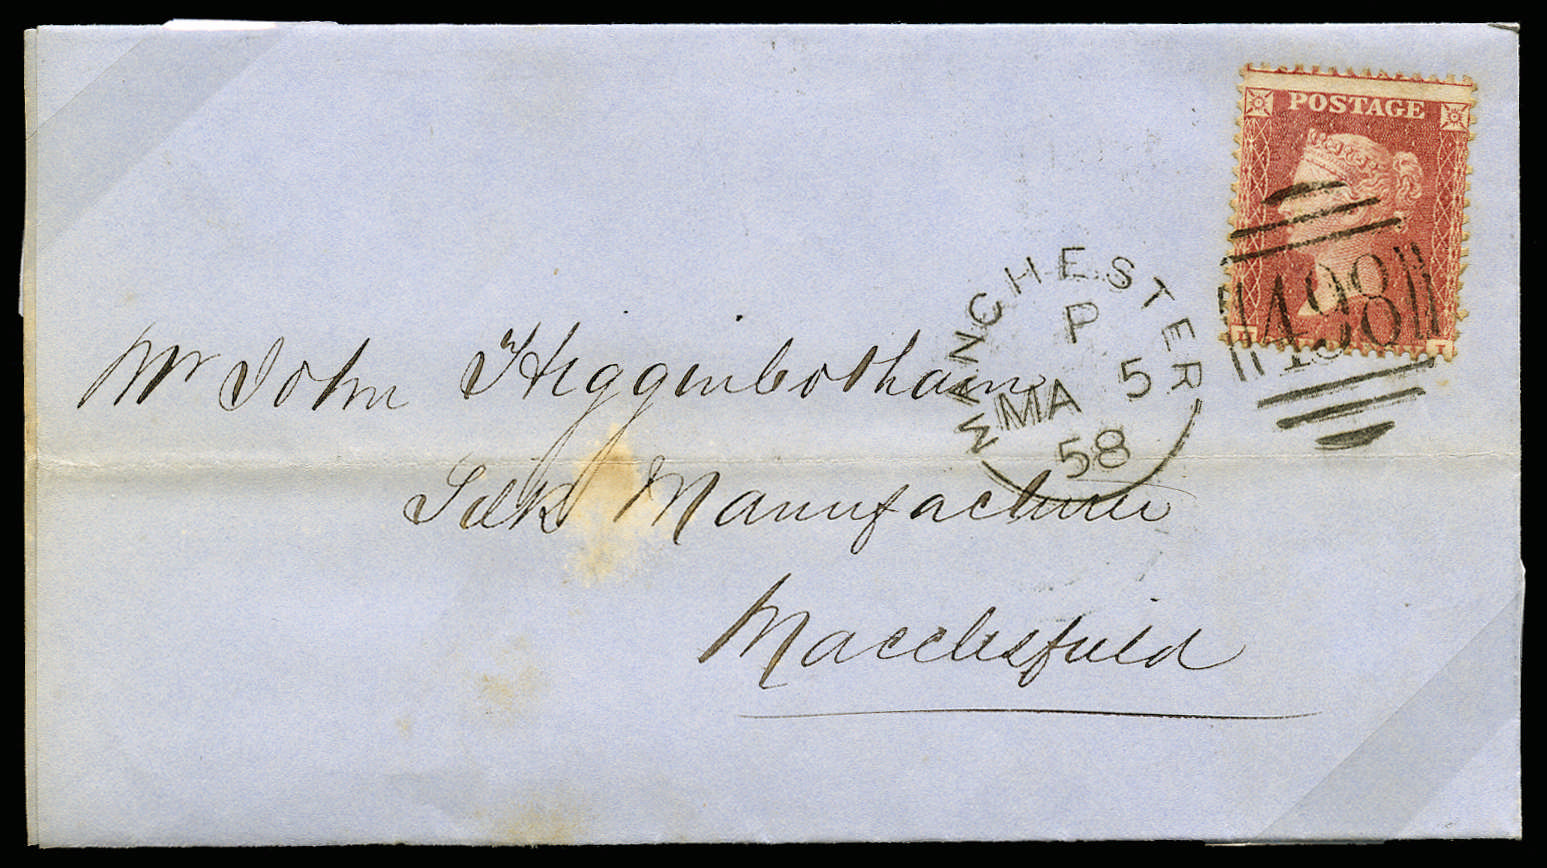 POSTAGE
MANCHESTER
P
MA 5
58
498
Mr John Higginbotham
Silk Manufacturer
Macclesfield